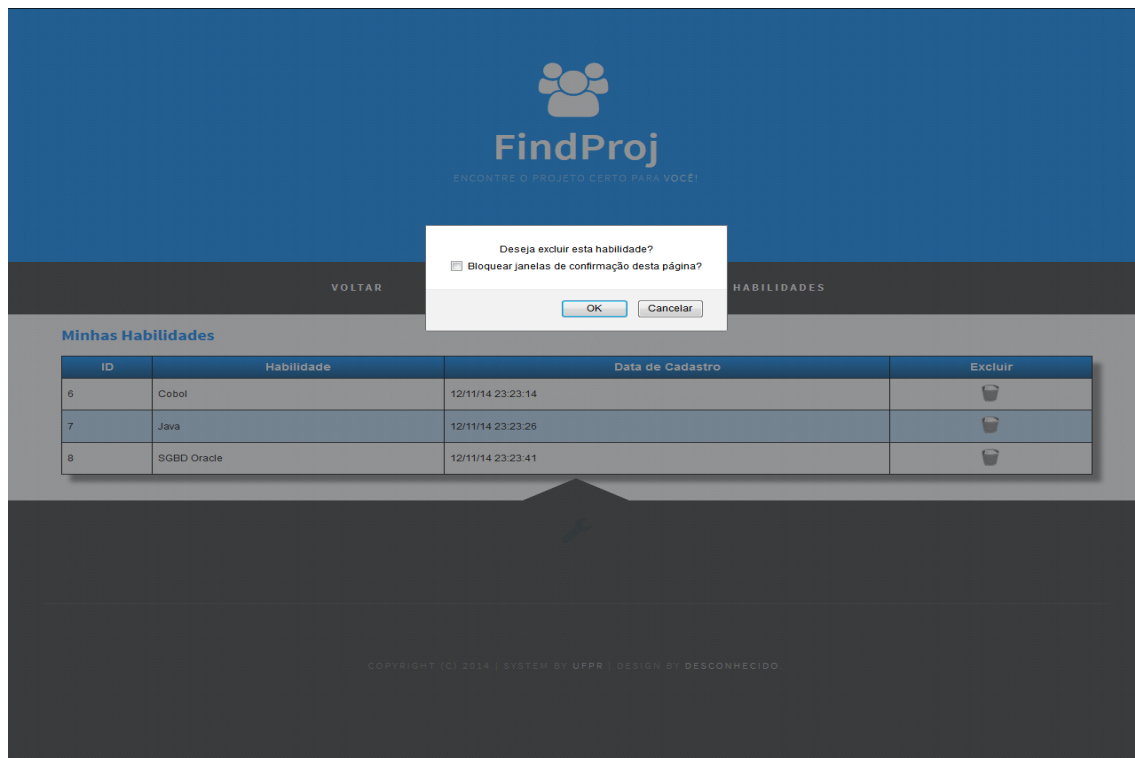 FindProj
ENCONTRE O PROJETO CERTO PARA VOCÊ!
Deseja excluir esta habilidade?
Bloquear janelas de confirmação desta página?
OK Cancelar
VOLTAR HABILIDADES
Minhas Habilidades
ID Habilidade Data de Cadastro Excluir
6 Cobol 12/11/14 23:23:14
7 Java 12/11/14 23:23:26
8 SGBD Oracle 12/11/14 23:23:41
COPYRIGHT (C) 2014 | SYSTEM BY UFPR | DESIGN BY DESCONHECIDO